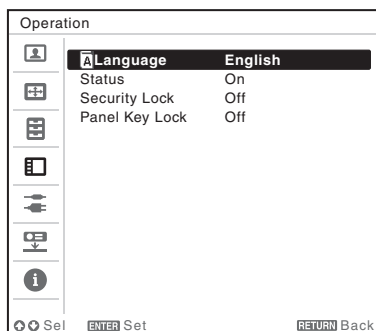 Operation
A Language English
Status On
Security Lock Off
Panel Key Lock Off
Sel ENTER Set RETURN Back